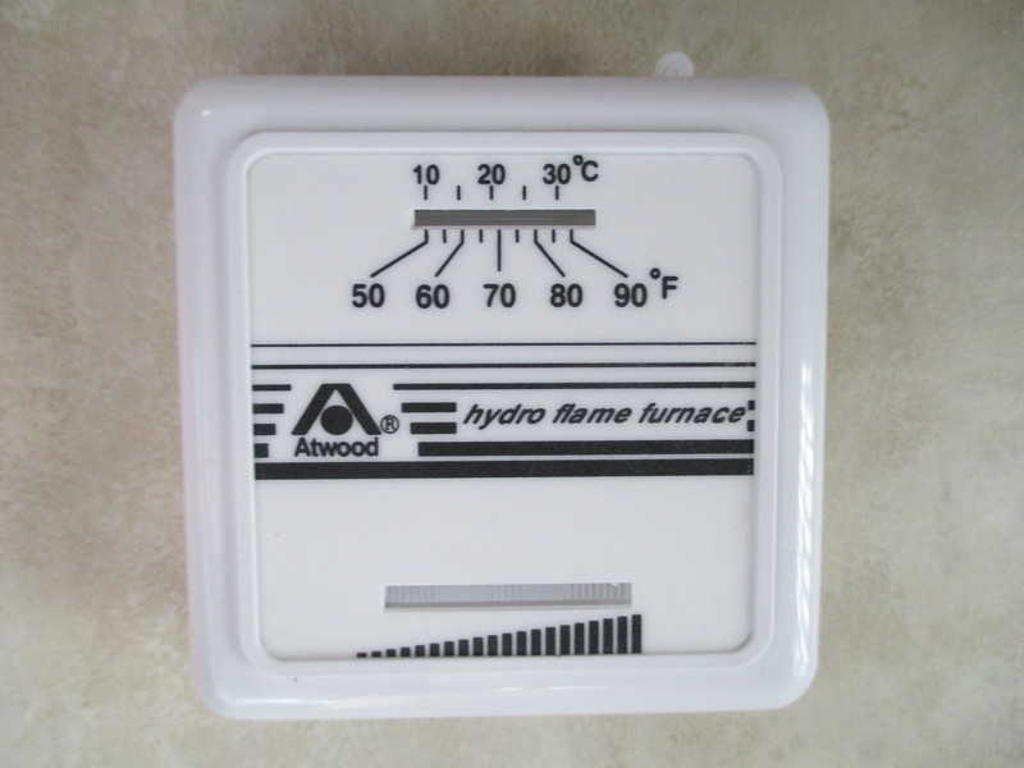 10 20 30 °C
50 60 70 80 90 °F
Atwood ® hydro flame furnace